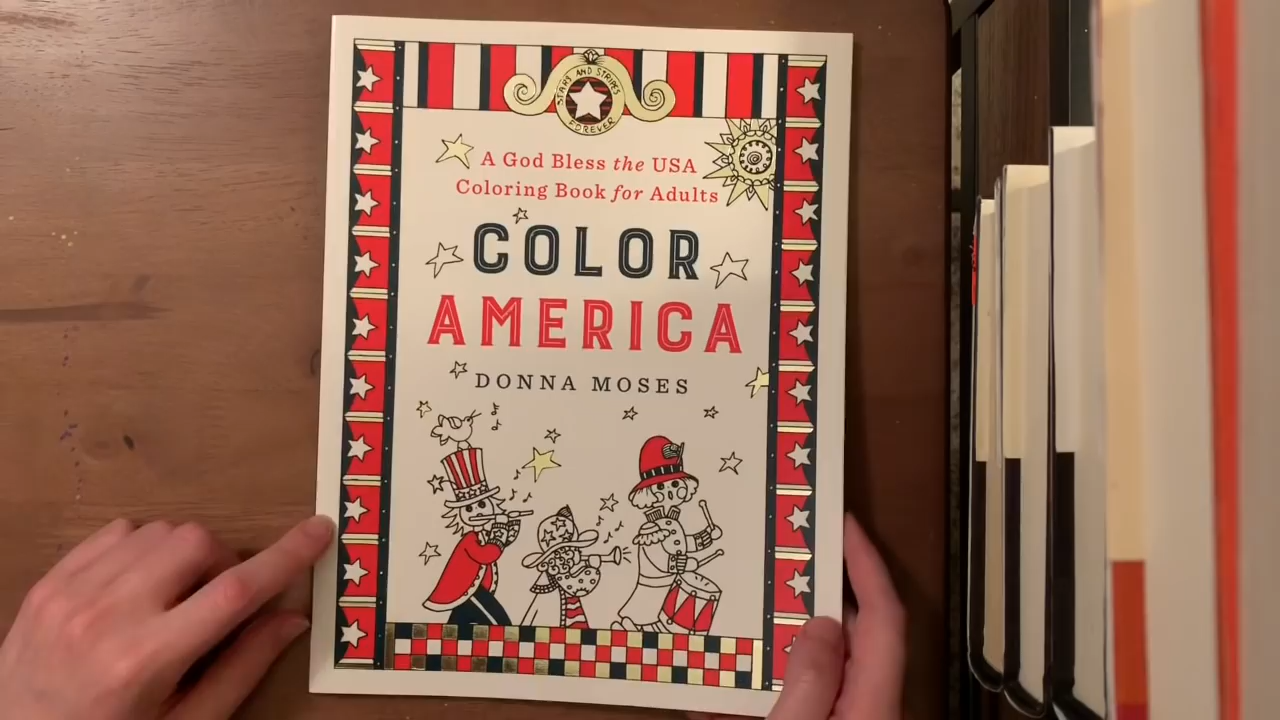 STARS AND STRIPES
FOREVER
A God Bless the USA
Coloring Book for Adults
COLOR
AMERICA
DONNA MOSES